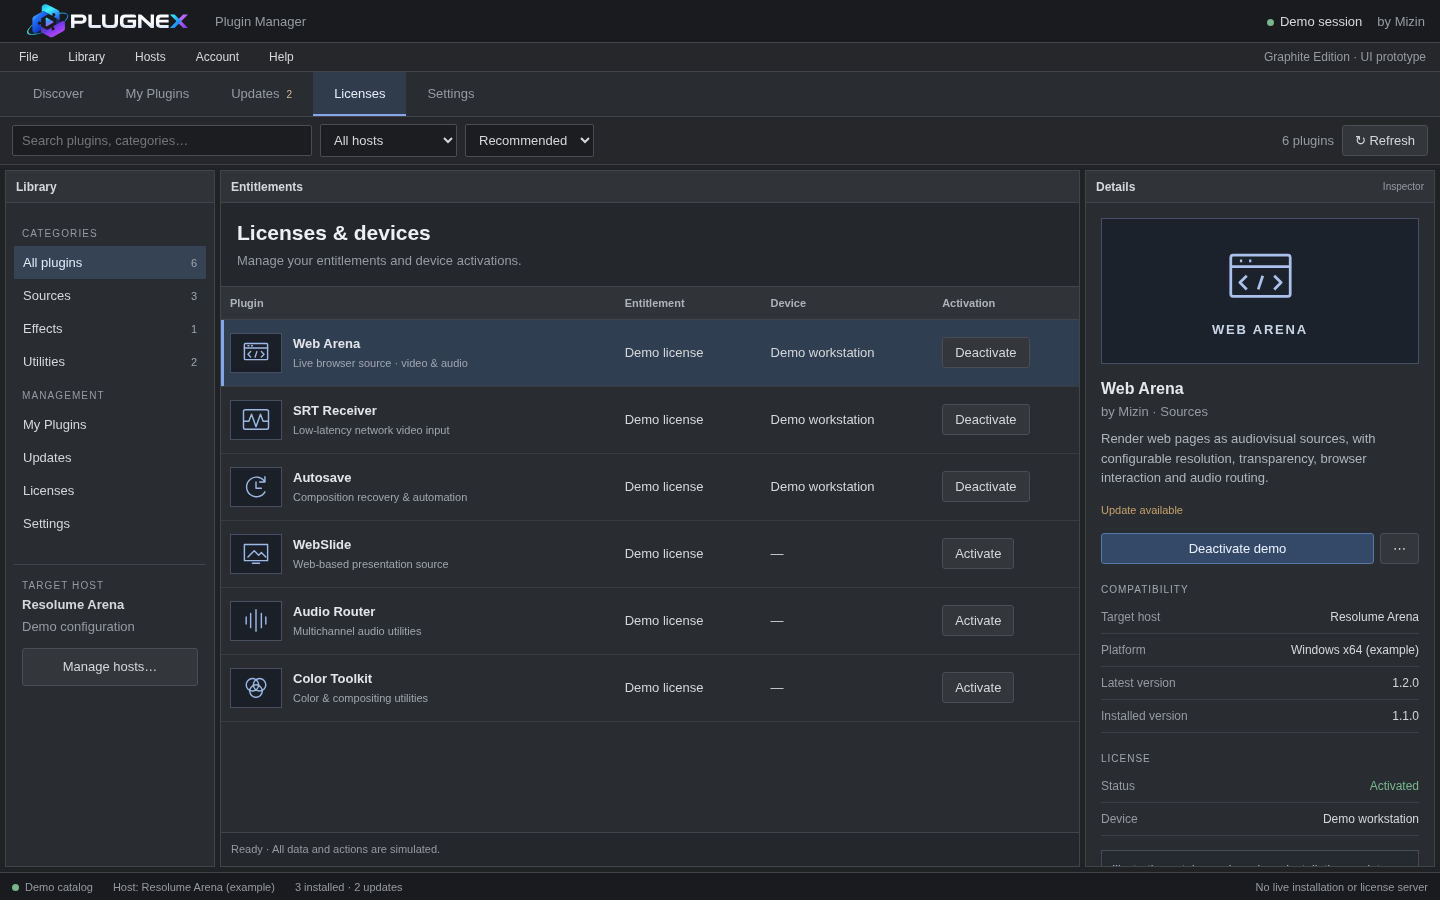 PLUGNEX
Plugin Manager
Demo session
by Mizin
File
Library
Hosts
Account
Help
Graphite Edition · UI prototype
Discover
My Plugins
Updates 2
Licenses
Settings
Search plugins, categories…
All hosts
Recommended
6 plugins
↻ Refresh
Library
CATEGORIES
All plugins 6
Sources 3
Effects 1
Utilities 2
MANAGEMENT
My Plugins
Updates
Licenses
Settings
TARGET HOST
Resolume Arena
Demo configuration
Manage hosts…
Entitlements
Licenses & devices
Manage your entitlements and device activations.
Plugin Entitlement Device Activation
Web Arena
Live browser source · video & audio
Demo license Demo workstation Deactivate
SRT Receiver
Low-latency network video input
Demo license Demo workstation Deactivate
Autosave
Composition recovery & automation
Demo license Demo workstation Deactivate
WebSlide
Web-based presentation source
Demo license — Activate
Audio Router
Multichannel audio utilities
Demo license — Activate
Color Toolkit
Color & compositing utilities
Demo license — Activate
Ready · All data and actions are simulated.
Details
Inspector
WEB ARENA
Web Arena
by Mizin · Sources
Render web pages as audiovisual sources, with
configurable resolution, transparency, browser
interaction and audio routing.
Update available
Deactivate demo
⋯
COMPATIBILITY
Target host Resolume Arena
Platform Windows x64 (example)
Latest version 1.2.0
Installed version 1.1.0
LICENSE
Status Activated
Device Demo workstation
Demo catalog
Host: Resolume Arena (example)
3 installed · 2 updates
No live installation or license server